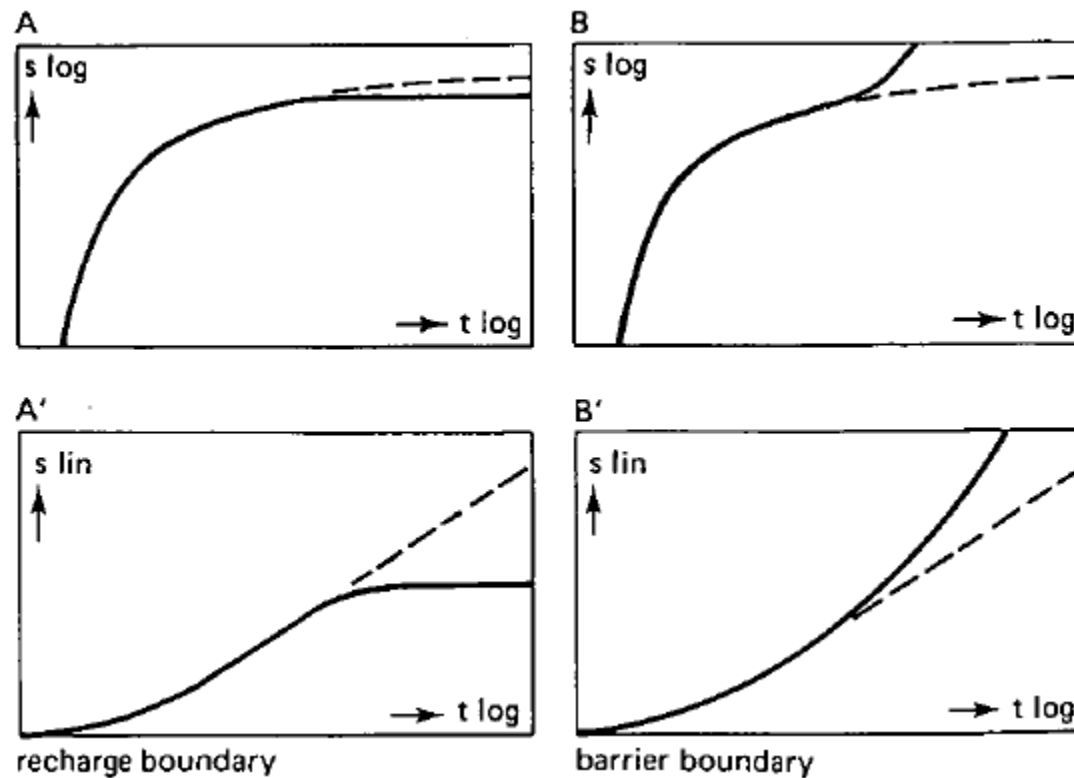 A
s log
t log
B
s log
t log
A′
s lin
t log
recharge boundary
B′
s lin
t log
barrier boundary